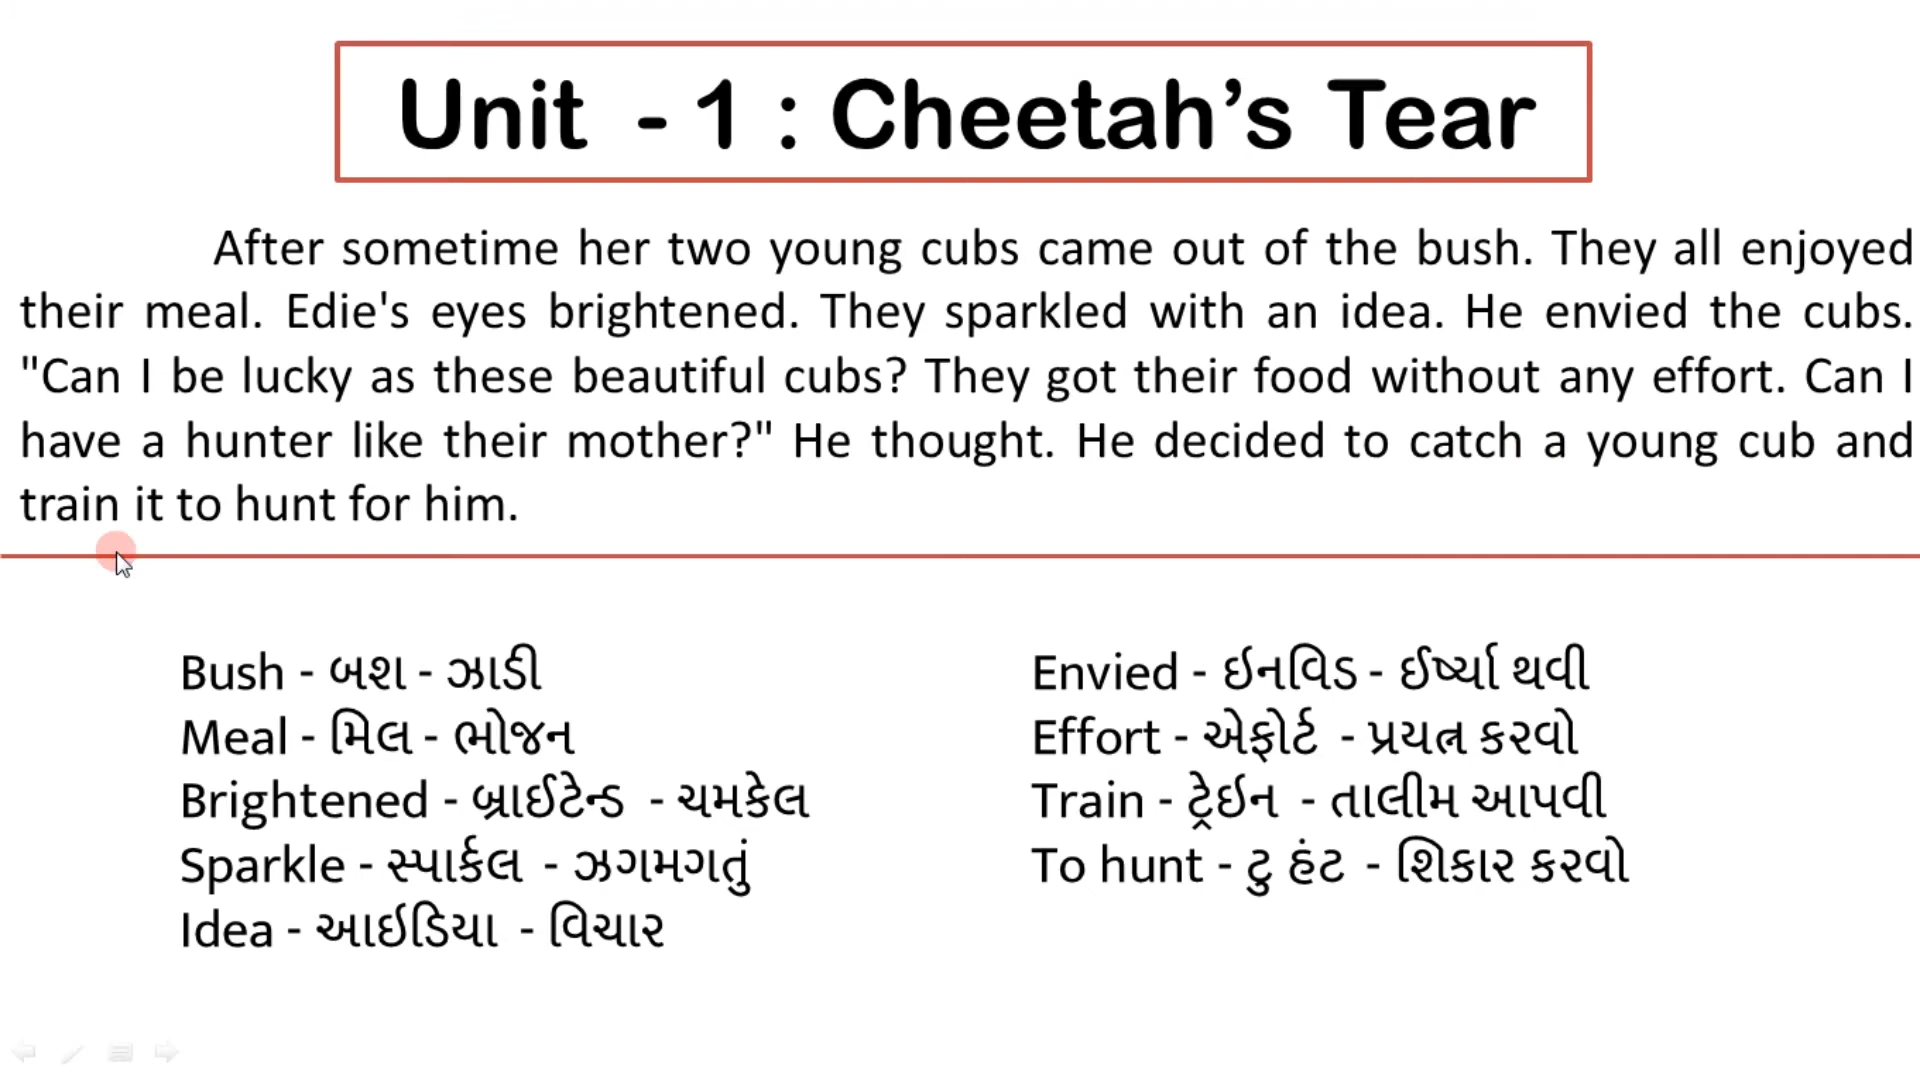 Unit - 1 : Cheetah’s Tear
After sometime her two young cubs came out of the bush. They all enjoyed
their meal. Edie's eyes brightened. They sparkled with an idea. He envied the cubs.
"Can I be lucky as these beautiful cubs? They got their food without any effort. Can I
have a hunter like their mother?" He thought. He decided to catch a young cub and
train it to hunt for him.
Bush - બશ - ઝાડી
Meal - મિલ - ભોજન
Brightened - બ્રાઈટેન્ડ - ચમકેલ
Sparkle - સ્પાર્કલ - ઝગમગતું
Idea - આઇડિયા - વિચાર
Envied - ઇનવિડ - ઈર્ષ્યા થવી
Effort - એફોર્ટ - પ્રયત્ન કરવો
Train - ટ્રેઇન - તાલીમ આપવી
To hunt - ટુ હંટ - શિકાર કરવો